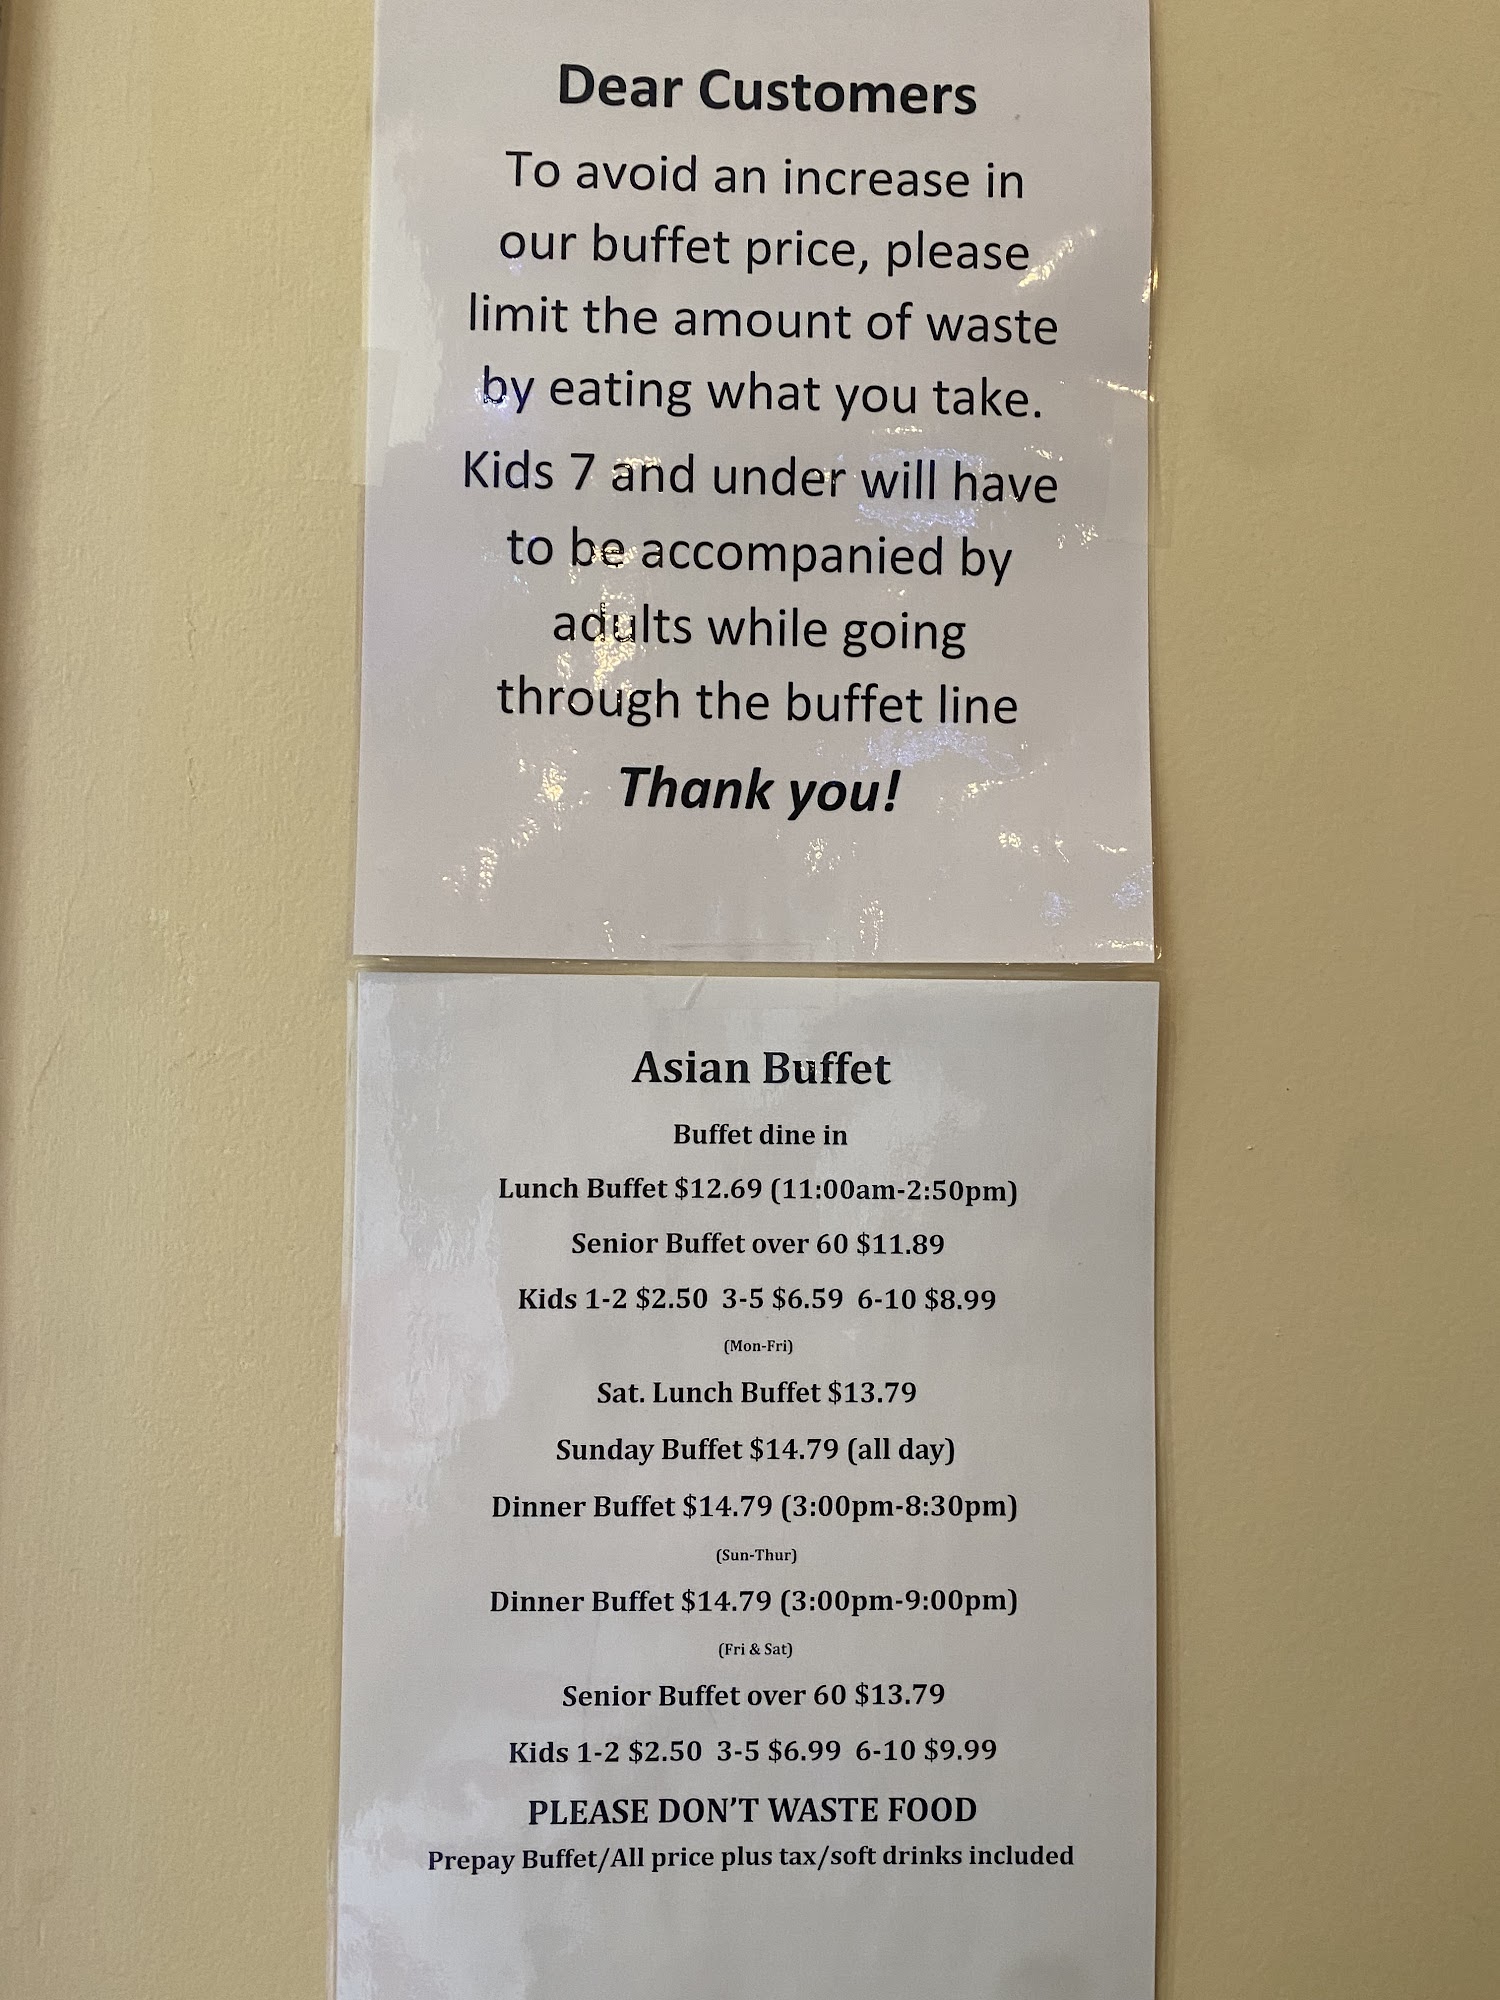 Dear Customers
To avoid an increase in
our buffet price, please
limit the amount of waste
by eating what you take.
Kids 7 and under will have
to be accompanied by
adults while going
through the buffet line
Thank you!
Asian Buffet
Buffet dine in
Lunch Buffet $12.69 (11:00am-2:50pm)
Senior Buffet over 60 $11.89
Kids 1-2 $2.50 3-5 $6.59 6-10 $8.99
(Mon-Fri)
Sat. Lunch Buffet $13.79
Sunday Buffet $14.79 (all day)
Dinner Buffet $14.79 (3:00pm-8:30pm)
(Sun-Thur)
Dinner Buffet $14.79 (3:00pm-9:00pm)
(Fri & Sat)
Senior Buffet over 60 $13.79
Kids 1-2 $2.50 3-5 $6.99 6-10 $9.99
PLEASE DON’T WASTE FOOD
Prepay Buffet/All price plus tax/soft drinks included